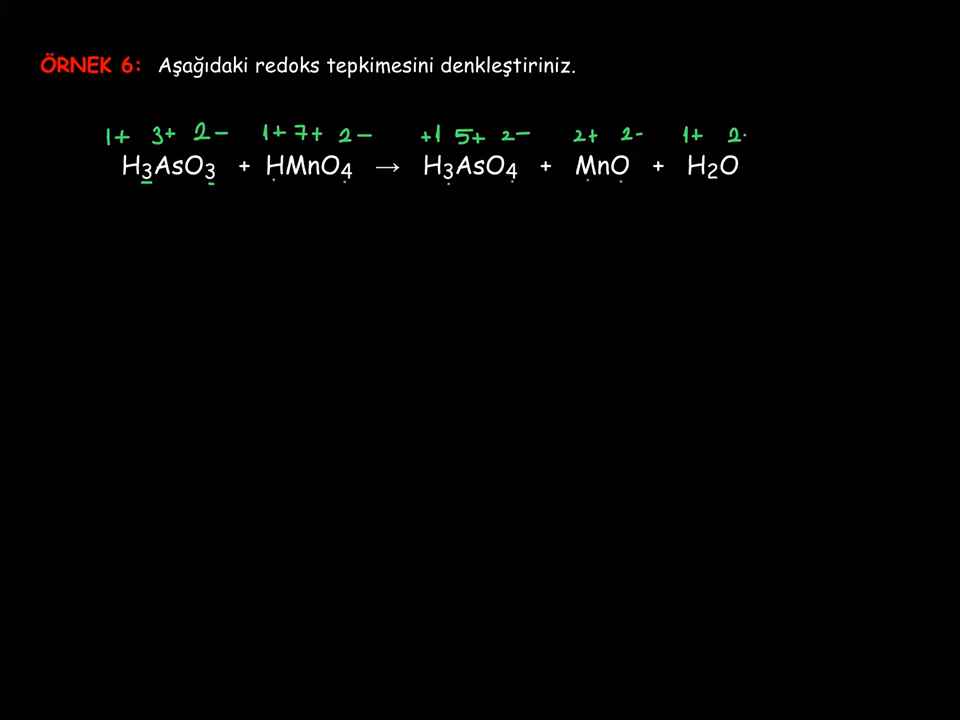 ÖRNEK 6: Aşağıdaki redoks tepkimesini denkleştiriniz.
1+ 3+ 2- 1+ 7+ 2- +1 5+ 2- 2+ 2- 1+ 2-
H₃AsO₃ + HMnO₄ → H₃AsO₄ + MnO + H₂O